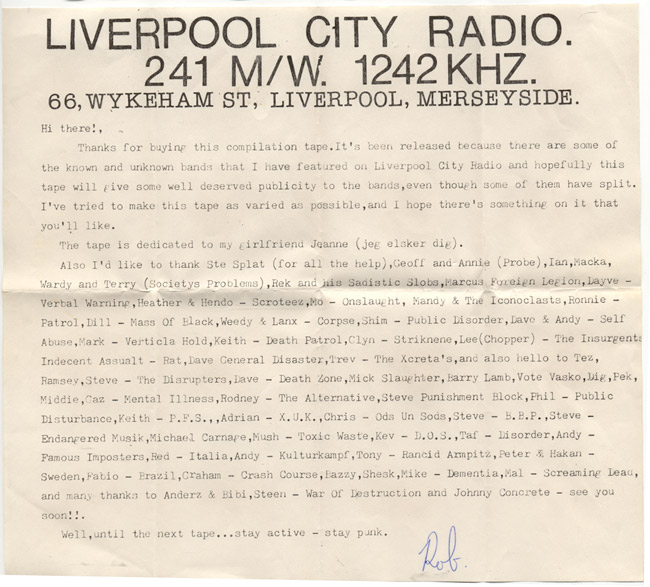 LIVERPOOL CITY RADIO.
241 M/W. 1242 KHZ.
66, WYKEHAM ST, LIVERPOOL, MERSEYSIDE.
Hi there!,
Thanks for buying this compilation tape.It's been released because there are some of
the known and unknown bands that I have featured on Liverpool City Radio and hopefully this
tape will give some well deserved publicity to the bands,even though some of them have split.
I've tried to make this tape as varied as possible,and I hope there's something on it that
you'll like.
The tape is dedicated to my girlfriend Joanne (jeg elsker dig).
Also I'd like to thank Ste Splat (for all the help),Geoff and Annie (Probe),Ian,Macka,
Wardy and Terry (Societys Problems),Rek and his Sadistic Slobs,Marcus Foreign Legion,Dayve -
Verbal Warning,Heather & Hendo - Scroteez,Mo - Onslaught, Mandy & The Iconoclasts,Ronnie -
Patrol,Dill - Mass Of Black,Weedy & Lanx - Corpse,Shim - Public Disorder,Dave & Andy - Self
Abuse,Mark - Verticla Hold,Keith - Death Patrol,Clyn - Striknene,Lee(Chopper) - The Insurgents
Indecent Assualt - Rat,Dave General Disaster,Trev - The Xcreta's,and also hello to Tez,
Ramsey,Steve - The Disrupters,Dave - Death Zone,Mick Slaughter,Barry Lamb,Vote Vasko,Dig,Pek,
Middie,Gaz - Mental Illness,Rodney - The Alternative,Steve Punishment Block,Phil - Public
Disturbance,Keith - P.F.S.,,Adrian - X.U.K.,Chris - Ods Un Sods,Steve - B.B.P.,Steve -
Endangered Musik,Michael Carnage,Mush - Toxic Waste,Kev - D.O.S.,Taf - Disorder,Andy -
Famous Imposters,Red - Italia,Andy - Kulturkampf,Tony - Rancid Armpitz,Peter & Hakan -
Sweden,Fabio - Brazil,Graham - Crash Course,Bazzy,Shesk,Mike - Dementia,Mal - Screaming Dead,
and many thanks to Anderz & Bibi,Steen - War Of Destruction and Johnny Concrete - see you
soon!!.
Well,until the next tape...stay active - stay punk.
Rob.